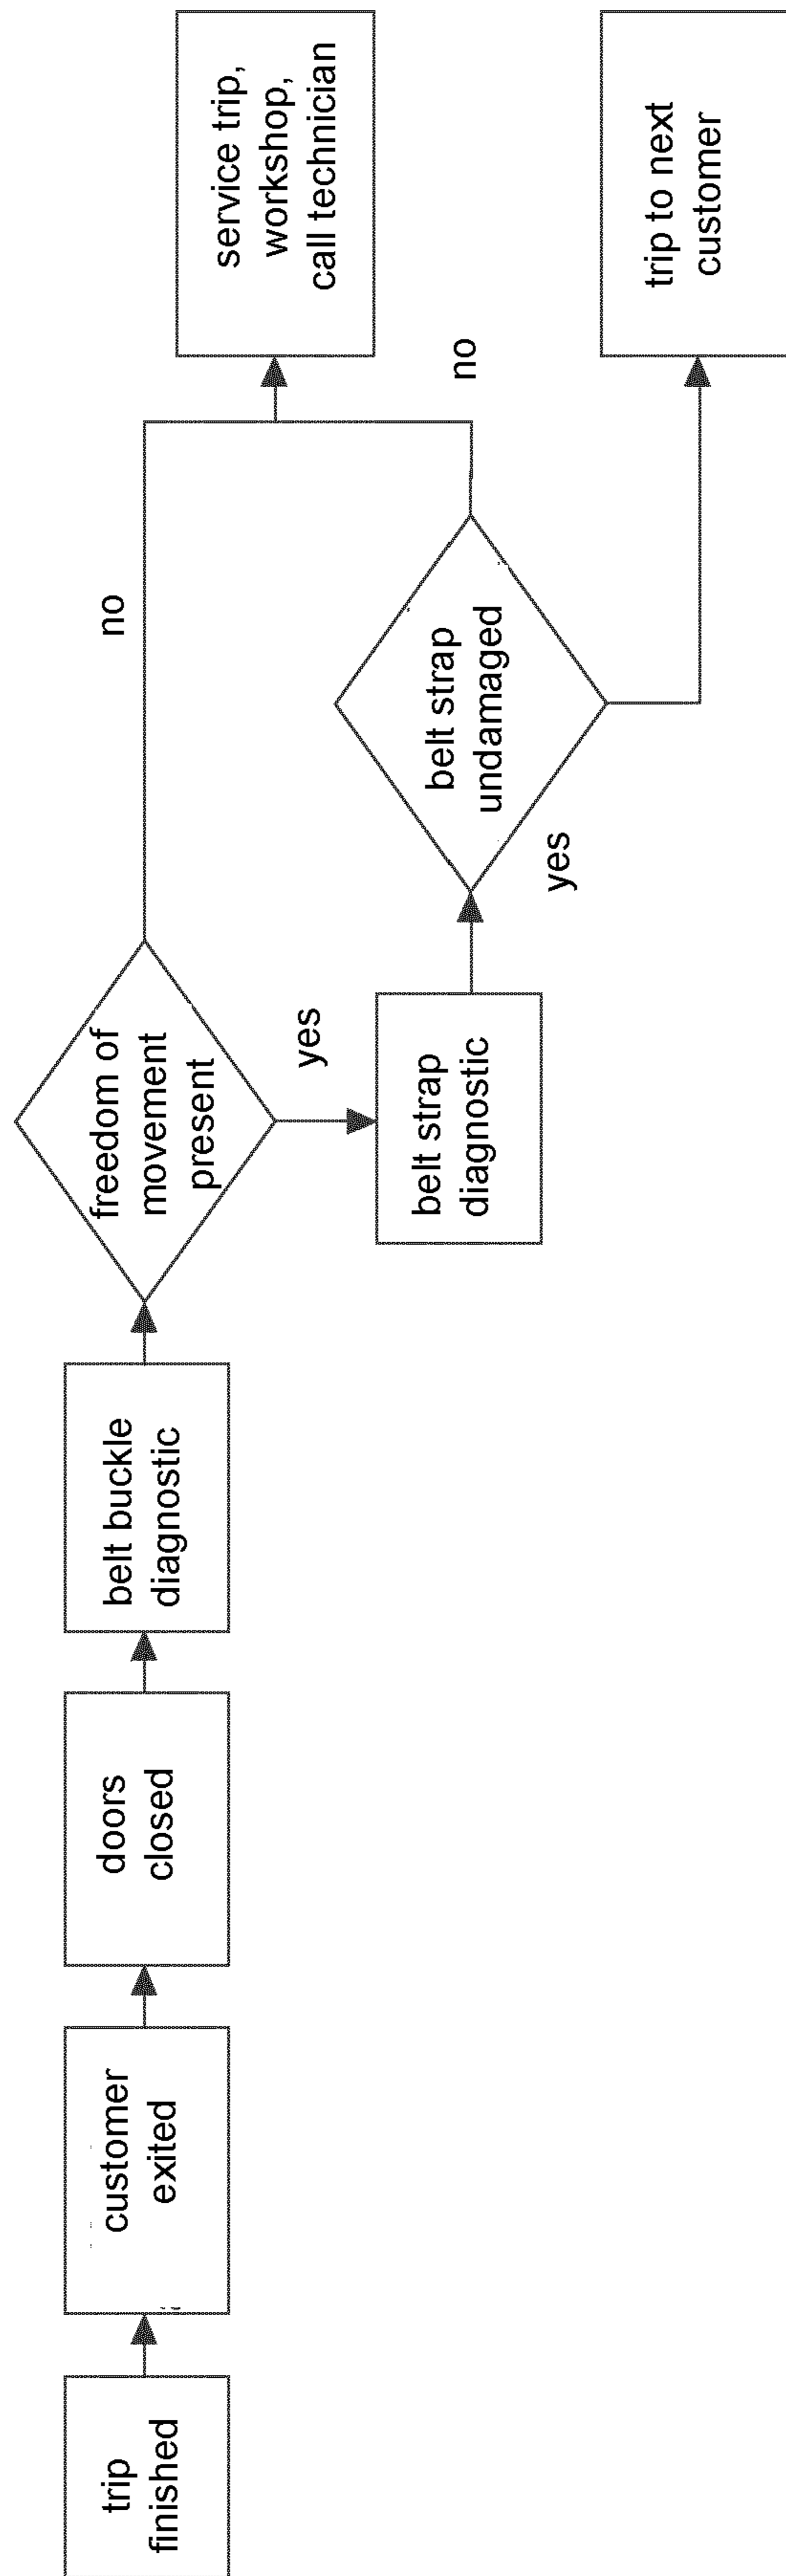 trip
finished
customer
exited
doors
closed
belt buckle
diagnostic
freedom of
movement
present
no
yes
belt strap
diagnostic
belt strap
undamaged
yes
no
service trip,
workshop,
call technician
trip to next
customer